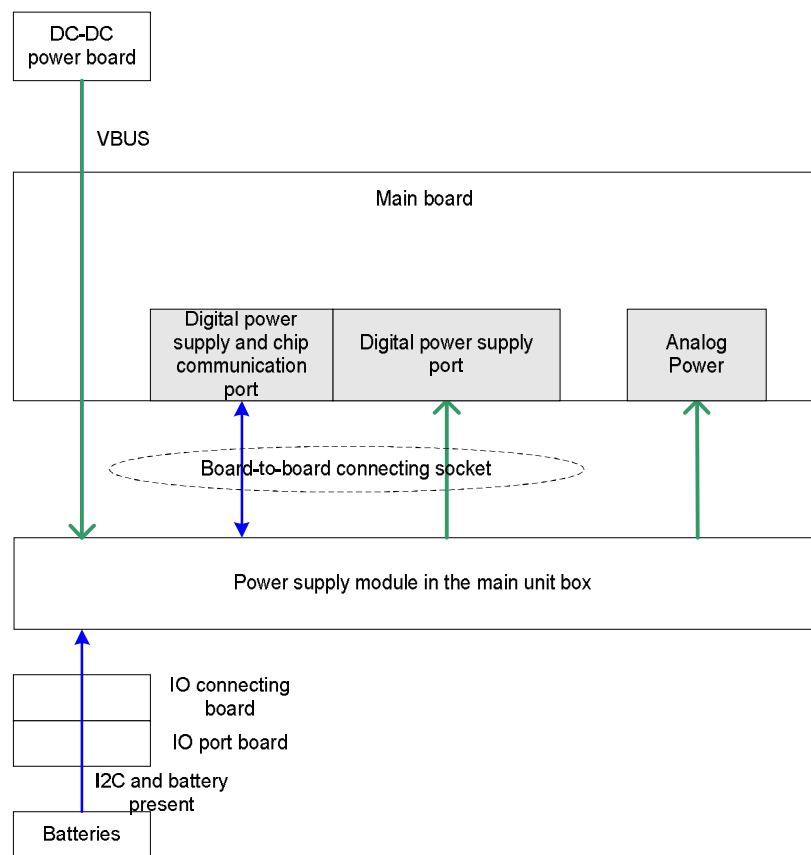 DC-DC
power board
VBUS
Main board
Digital power
supply and chip
communication
port
Digital power supply
port
Analog
Power
Board-to-board connecting socket
Power supply module in the main unit box
IO connecting
board
IO port board
I2C and battery
present
Batteries